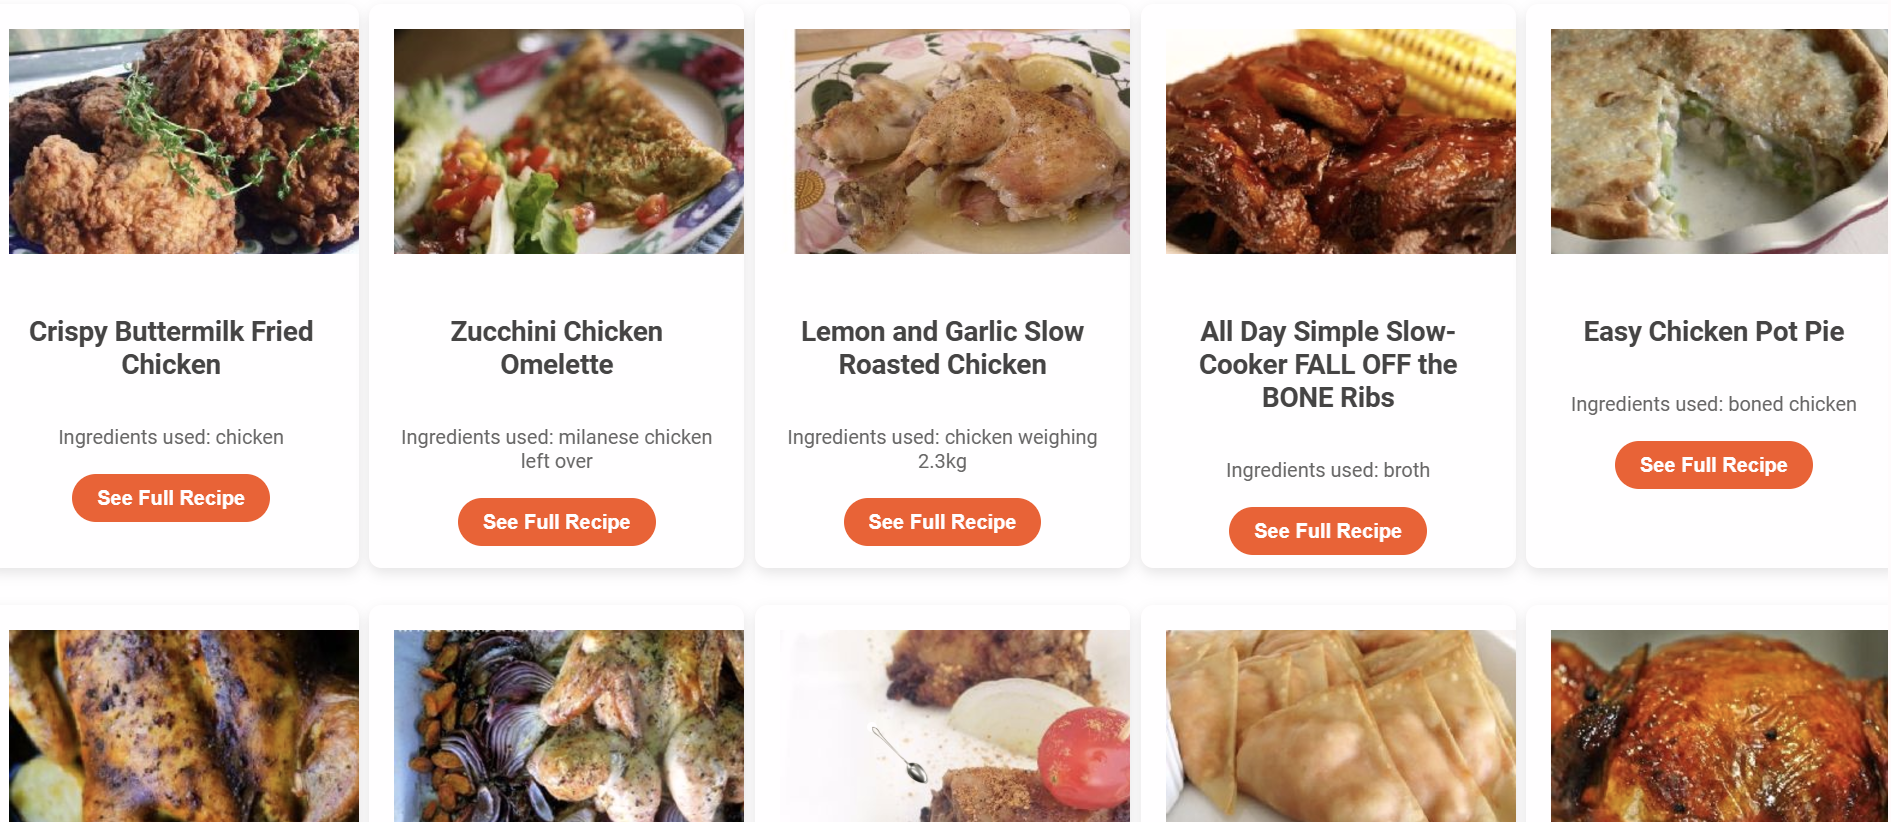 Crispy Buttermilk Fried
Chicken
Ingredients used: chicken
See Full Recipe
Zucchini Chicken
Omelette
Ingredients used: milanese chicken
left over
See Full Recipe
Lemon and Garlic Slow
Roasted Chicken
Ingredients used: chicken weighing
2.3kg
See Full Recipe
All Day Simple Slow-
Cooker FALL OFF the
BONE Ribs
Ingredients used: broth
See Full Recipe
Easy Chicken Pot Pie
Ingredients used: boned chicken
See Full Recipe